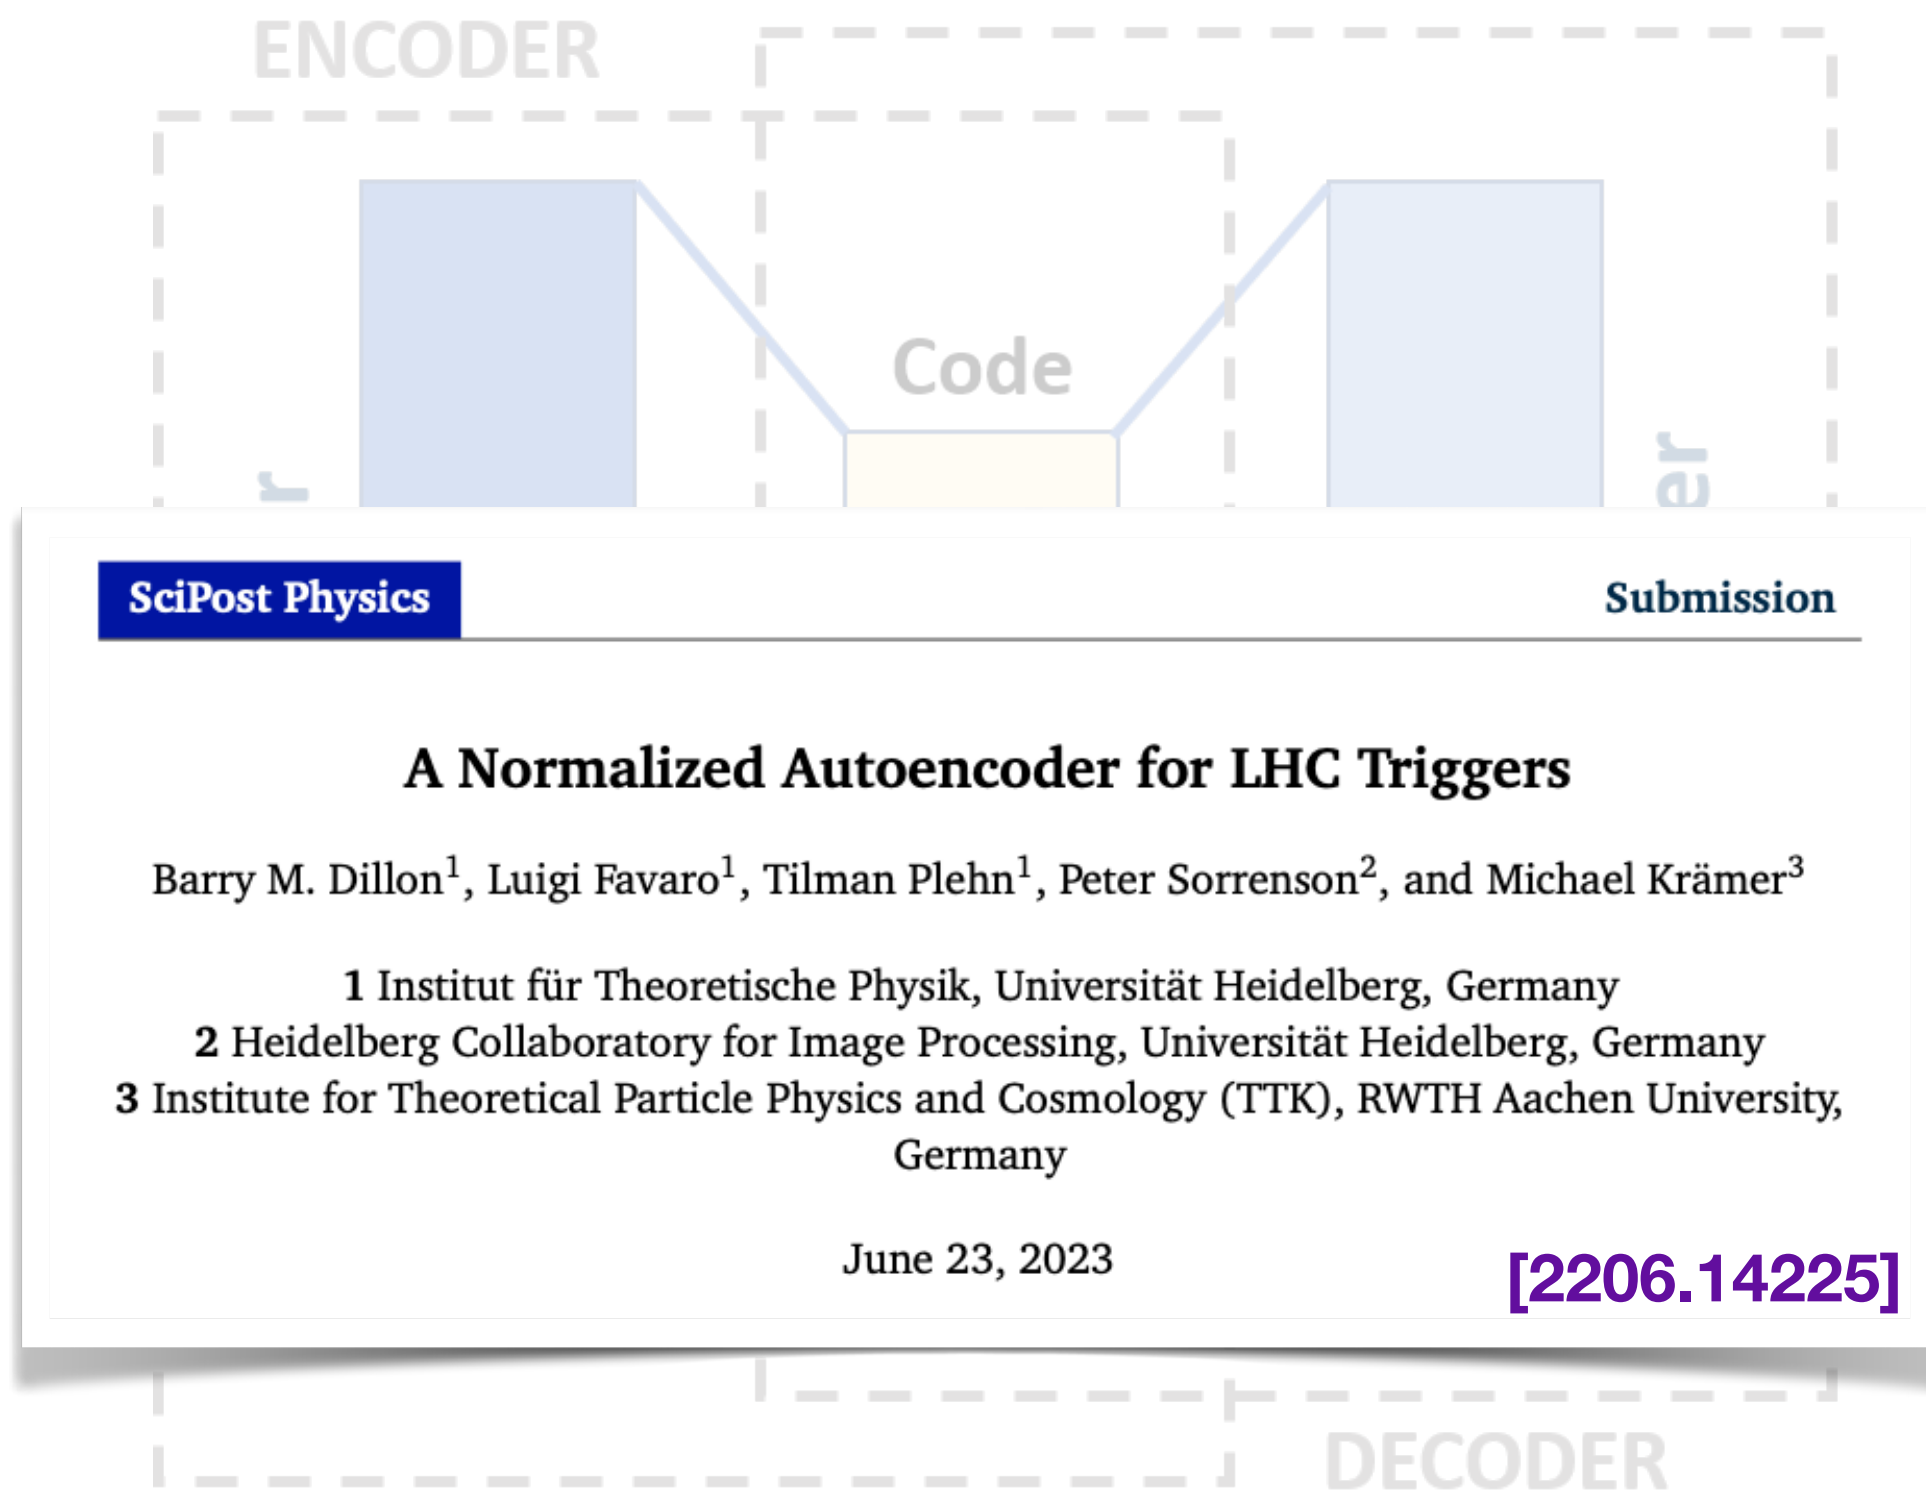 ENCODER
Code
SciPost Physics
Submission
A Normalized Autoencoder for LHC Triggers
Barry M. Dillon¹, Luigi Favaro¹, Tilman Plehn¹, Peter Sorrenson², and Michael Krämer³
1 Institut für Theoretische Physik, Universität Heidelberg, Germany
2 Heidelberg Collaboratory for Image Processing, Universität Heidelberg, Germany
3 Institute for Theoretical Particle Physics and Cosmology (TTK), RWTH Aachen University,
Germany
June 23, 2023
[2206.14225]
DECODER